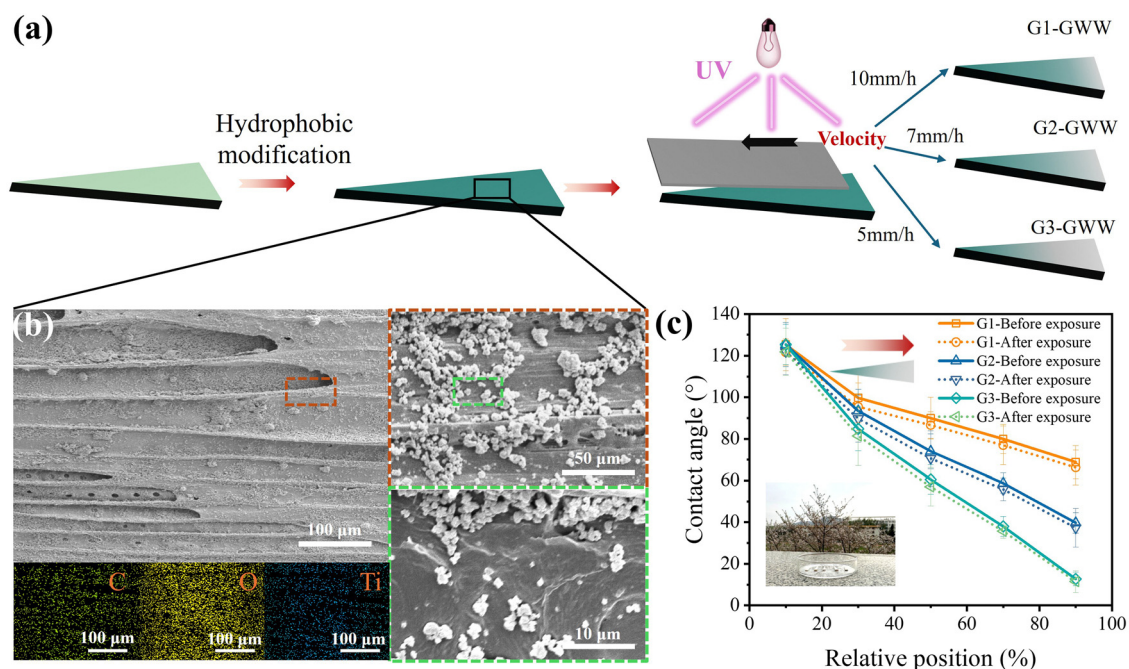 (a)
Hydrophobic
modification
UV
Velocity
10mm/h
7mm/h
5mm/h
G1-GWW
G2-GWW
G3-GWW
(b)
100 μm
50 μm
10 μm
C
100 μm
O
100 μm
Ti
100 μm
(c)
G1-Before exposure
G1-After exposure
G2-Before exposure
G2-After exposure
G3-Before exposure
G3-After exposure
Contact angle (°)
140
120
100
80
60
40
20
0
0 20 40 60 80 100
Relative position (%)